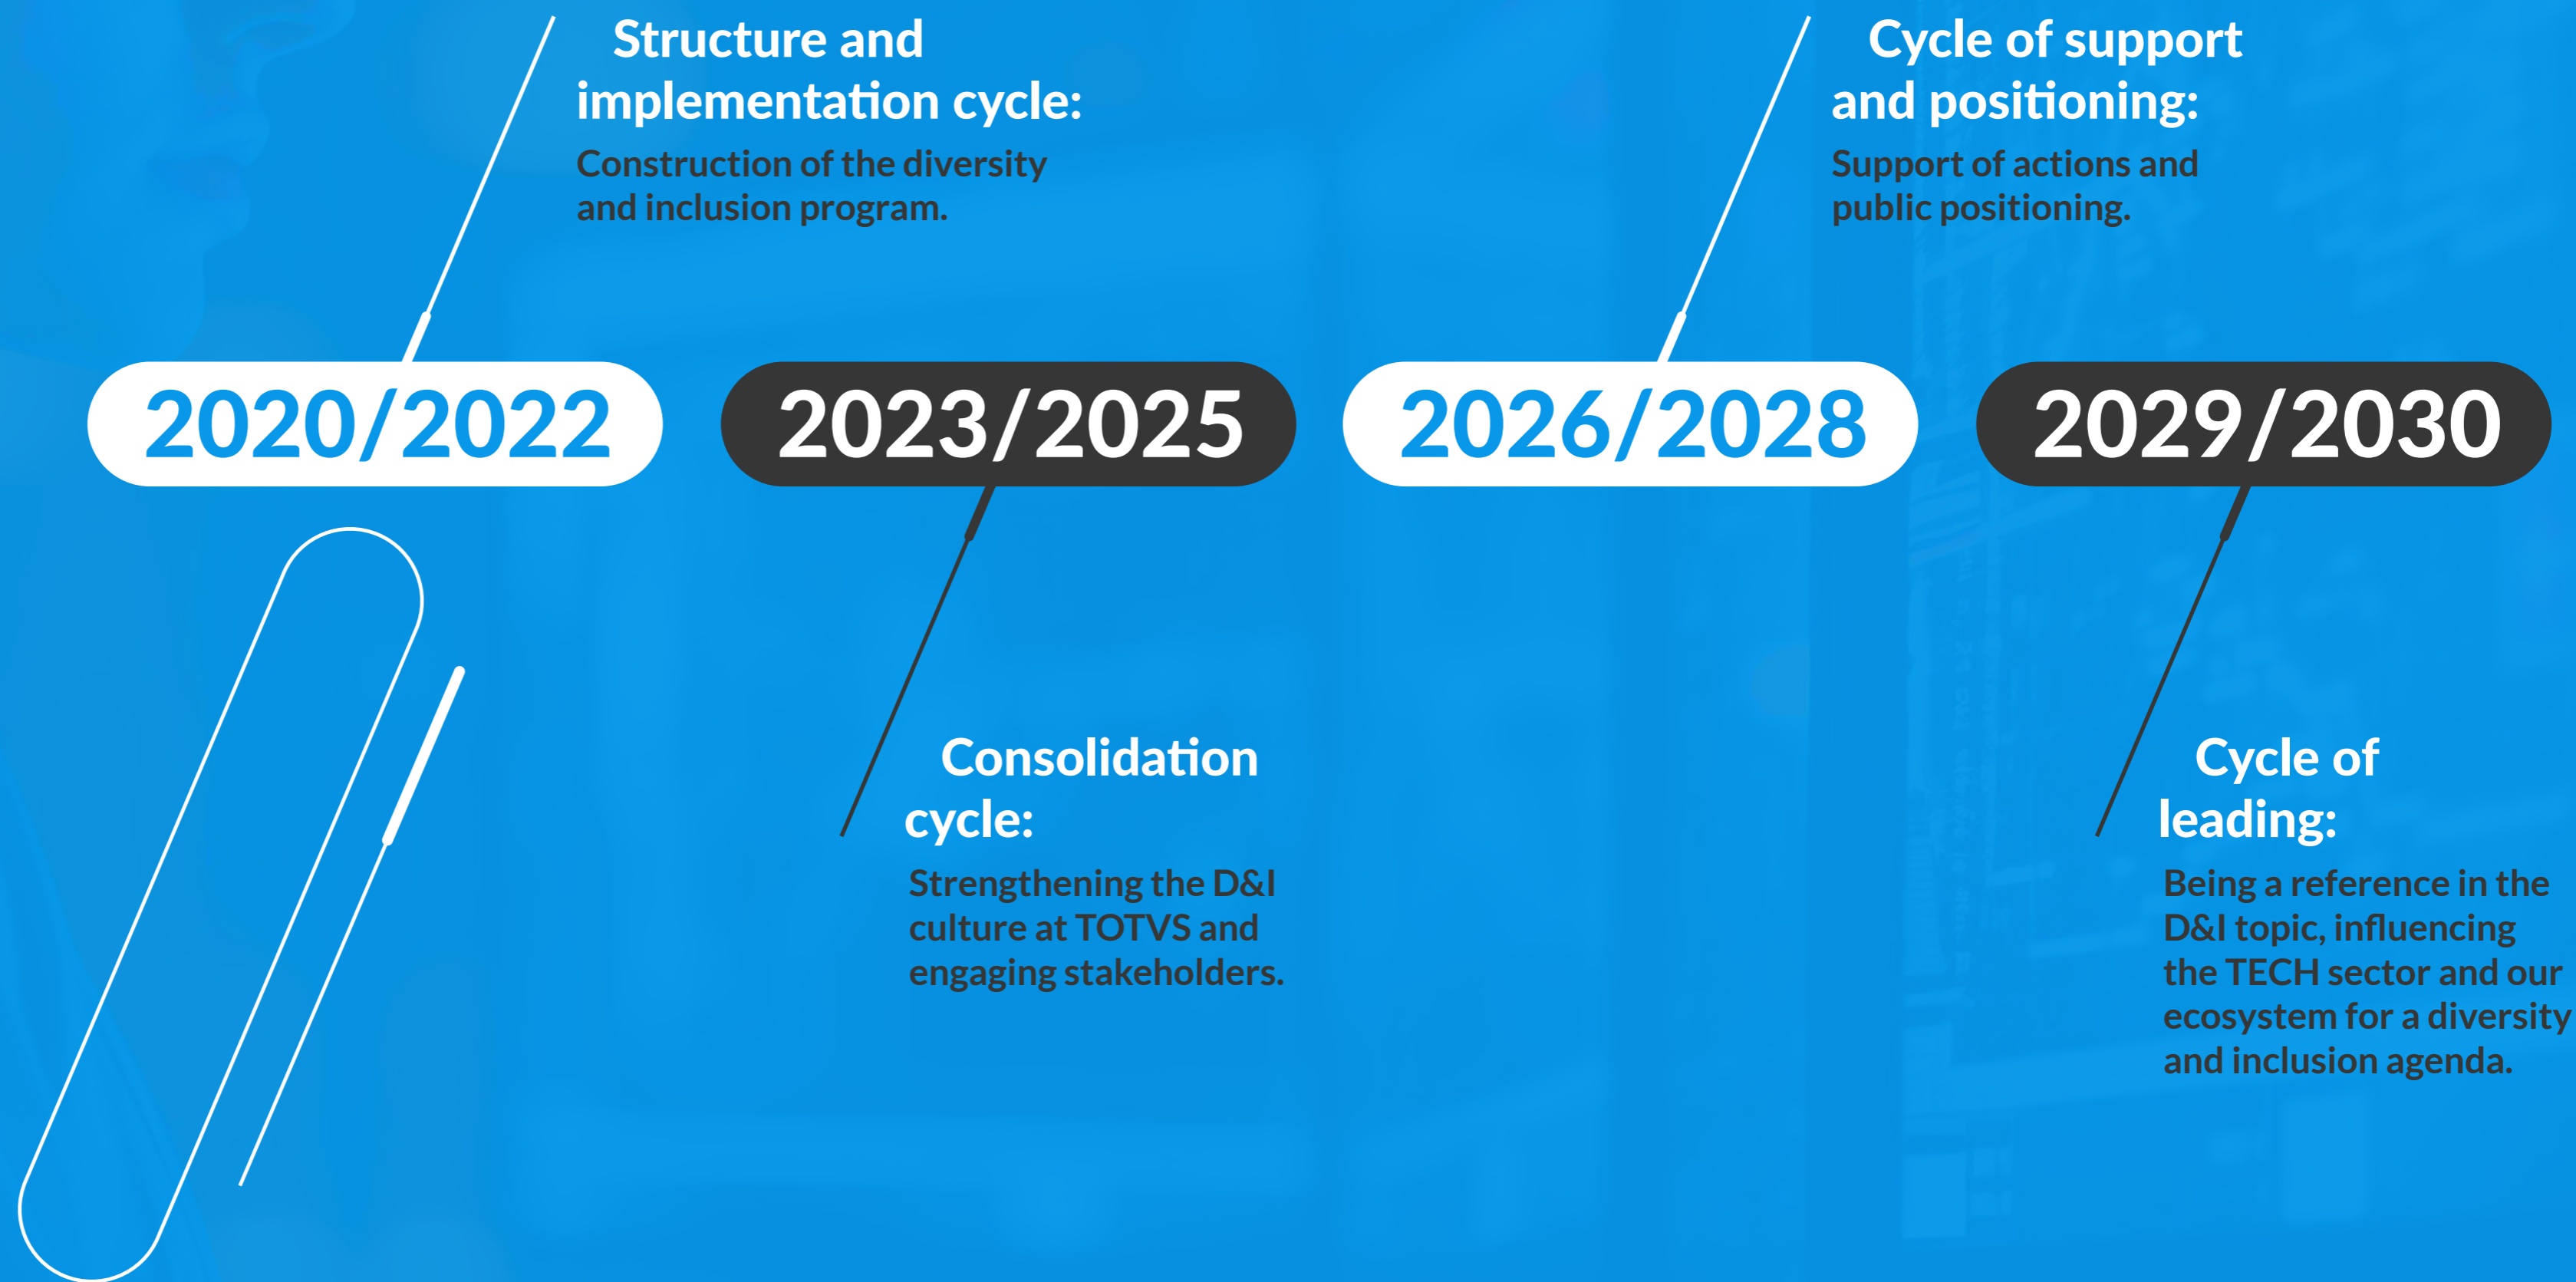 Structure and
implementation cycle:
Construction of the diversity
and inclusion program.
Cycle of support
and positioning:
Support of actions and
public positioning.
2020/2022
2023/2025
2026/2028
2029/2030
Consolidation
cycle:
Strengthening the D&I
culture at TOTVS and
engaging stakeholders.
Cycle of
leading:
Being a reference in the
D&I topic, influencing
the TECH sector and our
ecosystem for a diversity
and inclusion agenda.